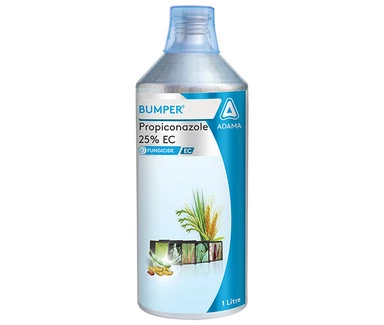 BUMPER®
Propiconazole
25% EC
FUNGICIDE EC
ADAMA
1 Litre